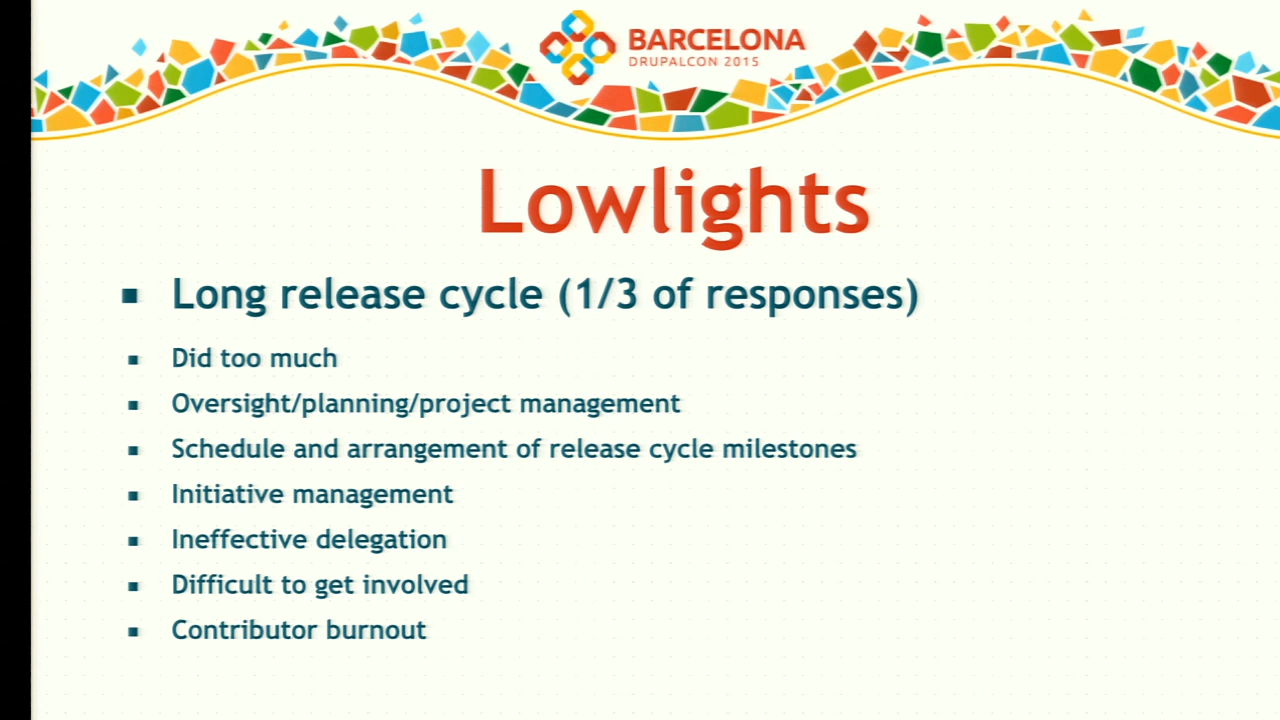 BARCELONA
DRUPALCON 2015
Lowlights
Long release cycle (1/3 of responses)
Did too much
Oversight/planning/project management
Schedule and arrangement of release cycle milestones
Initiative management
Ineffective delegation
Difficult to get involved
Contributor burnout